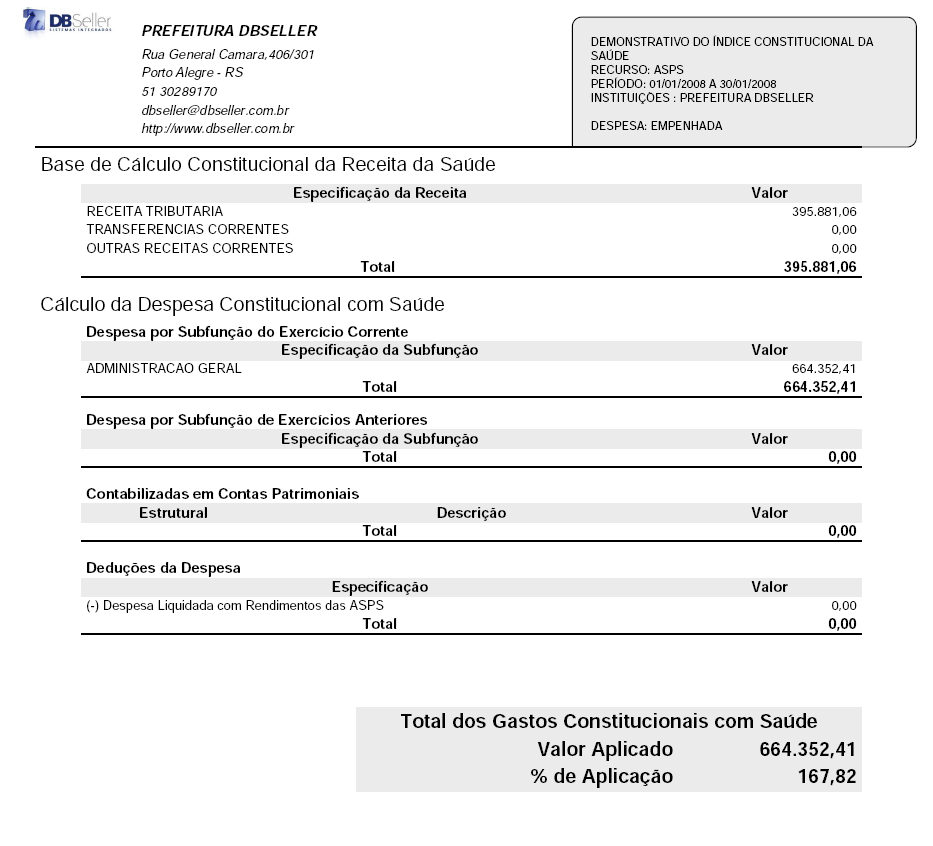 DBSeller
SISTEMAS INTEGRADOS
PREFEITURA DBSELLER
Rua General Camara,406/301
Porto Alegre - RS
51 30289170
dbseller@dbseller.com.br
http://www.dbseller.com.br
DEMONSTRATIVO DO ÍNDICE CONSTITUCIONAL DA
SAÚDE
RECURSO: ASPS
PERÍODO: 01/01/2008 A 30/01/2008
INSTITUIÇÕES : PREFEITURA DBSELLER
DESPESA: EMPENHADA
Base de Cálculo Constitucional da Receita da Saúde
Especificação da Receita Valor
RECEITA TRIBUTARIA 395.881,06
TRANSFERENCIAS CORRENTES 0,00
OUTRAS RECEITAS CORRENTES 0,00
Total 395.881,06
Cálculo da Despesa Constitucional com Saúde
Despesa por Subfunção do Exercício Corrente
Especificação da Subfunção Valor
ADMINISTRACAO GERAL 664.352,41
Total 664.352,41
Despesa por Subfunção de Exercícios Anteriores
Especificação da Subfunção Valor
Total 0,00
Contabilizadas em Contas Patrimoniais
Estrutural Descrição Valor
Total 0,00
Deduções da Despesa
Especificação Valor
(-) Despesa Liquidada com Rendimentos das ASPS 0,00
Total 0,00
Total dos Gastos Constitucionais com Saúde
Valor Aplicado 664.352,41
% de Aplicação 167,82